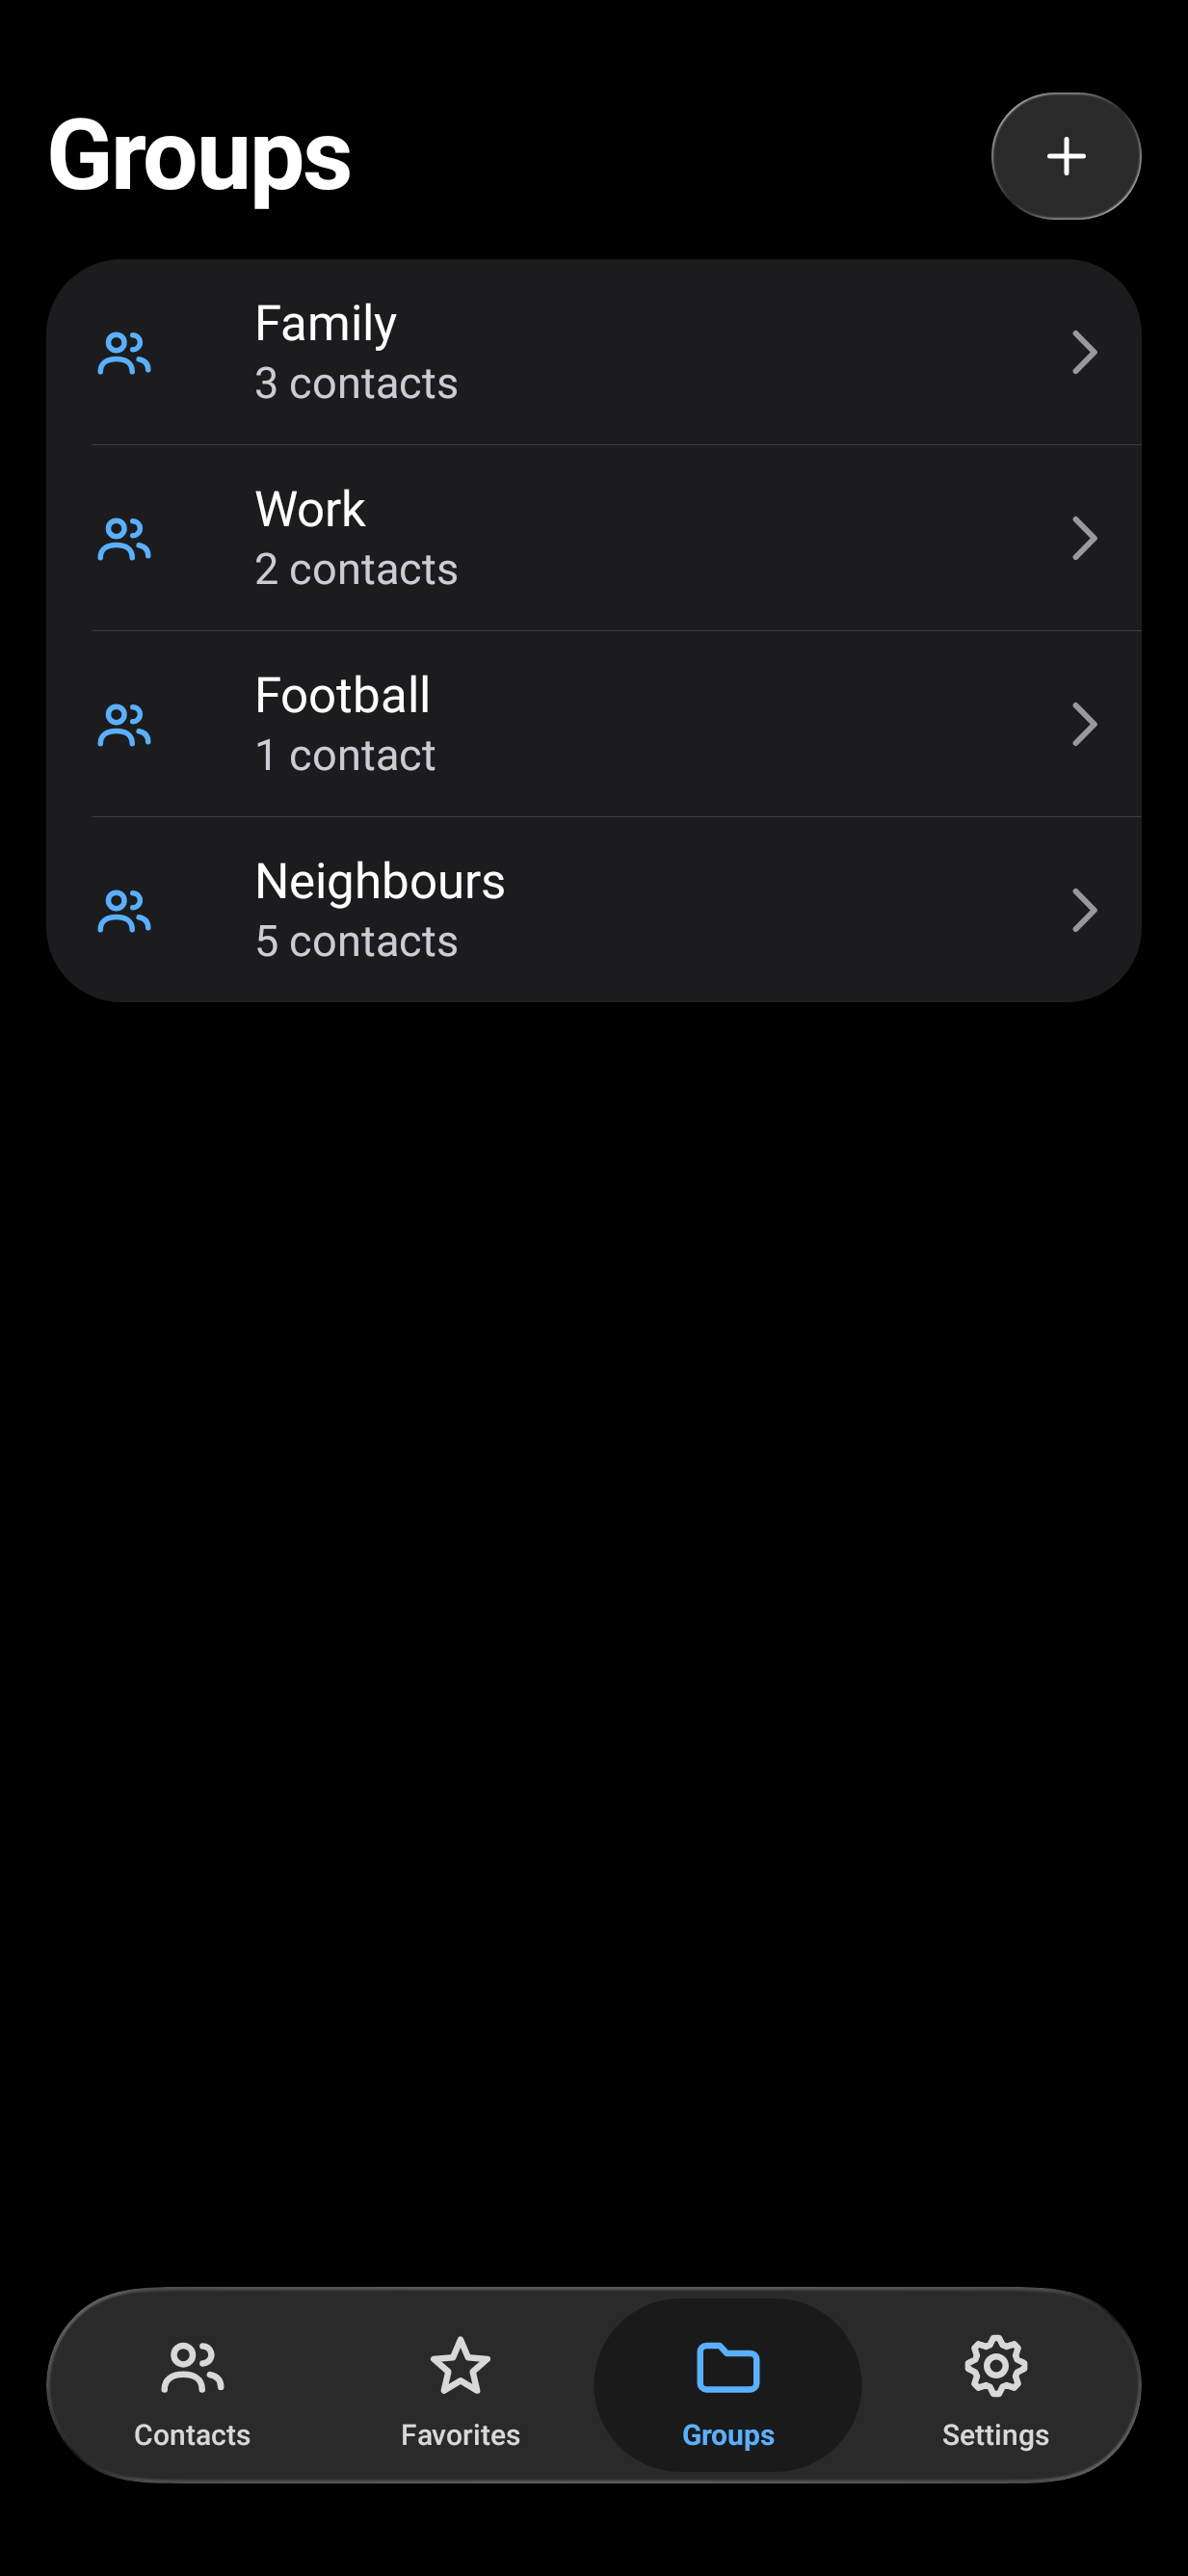 Groups
Family
3 contacts
Work
2 contacts
Football
1 contact
Neighbours
5 contacts
Contacts
Favorites
Groups
Settings